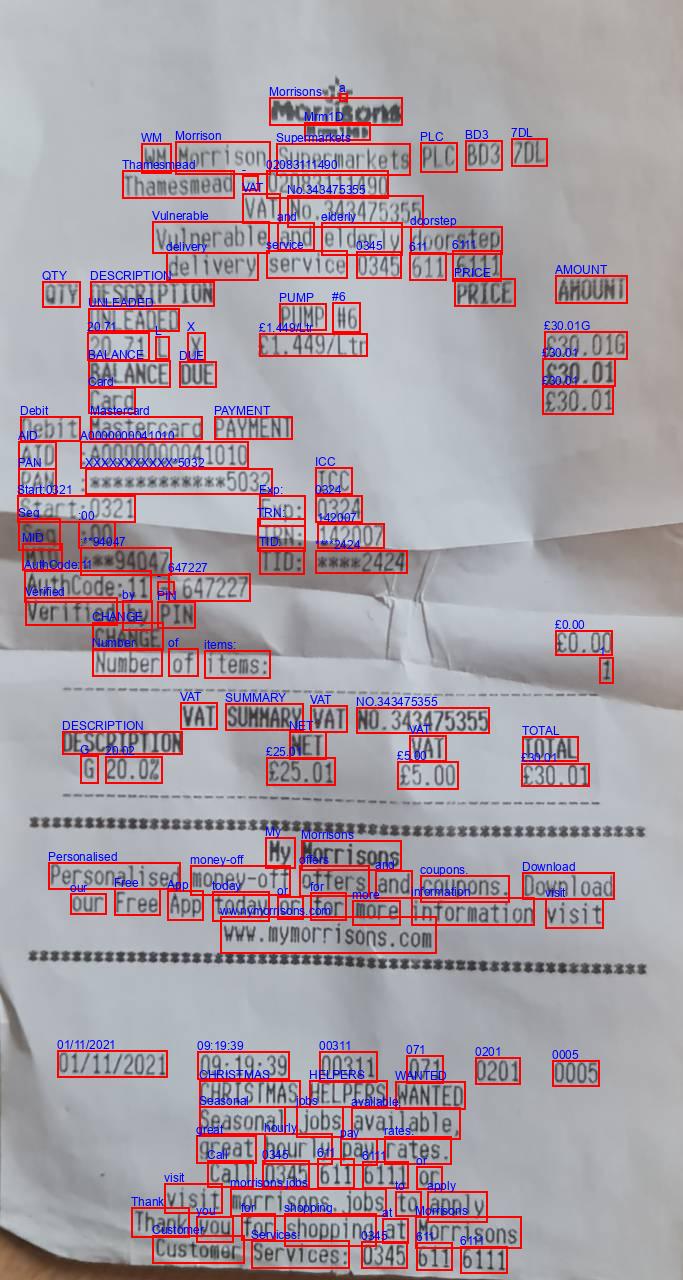 Morrisons
WM Morrison Supermarkets PLC BD3 7DL
Thamesmead - 02083111490
VAT No.343475355
Vulnerable and elderly doorstep
delivery service 0345 611 6111
QTY DESCRIPTION PRICE AMOUNT
UNLEADED PUMP #6
20.71 L X £1.449/Ltr £30.01G
BALANCE DUE £30.01
Card £30.01
Debit Mastercard PAYMENT
AID :A0000000041010
PAN :************5032 ICC
Start:0321 Exp: 0324
Seq :00 TRN: 142007
MID :**94047 TID: ****2424
AuthCode:11 - 647227
Verified by PIN
CHANGE £0.00
Number of items: 1
VAT SUMMARY VAT NO.343475355
DESCRIPTION NET VAT TOTAL
G 20.0% £25.01 £5.00 £30.01
My Morrisons
Personalised money-off offers and coupons. Download
our Free App today or for more information visit
www.mymorrisons.com
01/11/2021 09:19:39 00311 071 0201 0005
CHRISTMAS HELPERS WANTED
Seasonal jobs available,
great hourly pay rates.
Call 0345 611 6111 or
visit morrisons.jobs to apply
Thank you for shopping at Morrisons
Customer Services: 0345 611 6111